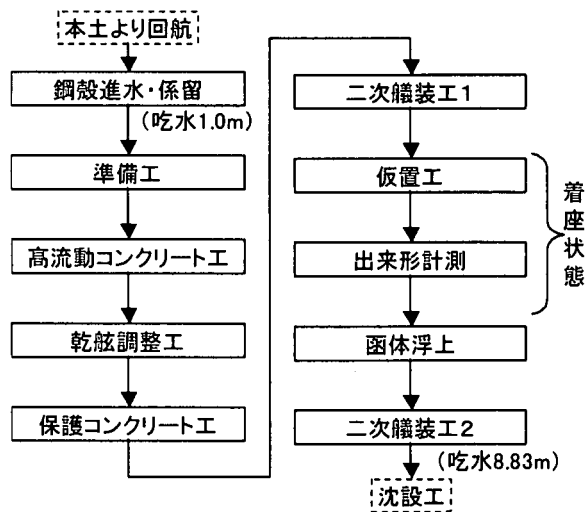 本土より回航
鋼殻進水・係留
(吃水1.0m)
準備工
高流動コンクリート工
乾舷調整工
保護コンクリート工
二次艤装工1
仮置工
出来形計測
着座状態
函体浮上
二次艤装工2
(吃水8.83m)
沈設工